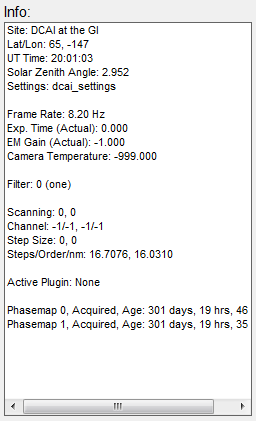 Info:
Site: DCAI at the GI
Lat/Lon: 65, -147
UT Time: 20:01:03
Solar Zenith Angle: 2.952
Settings: dcai_settings
Frame Rate: 8.20 Hz
Exp. Time (Actual): 0.000
EM Gain (Actual): -1.000
Camera Temperature: -999.000
Filter: 0 (one)
Scanning: 0, 0
Channel: -1/-1, -1/-1
Step Size: 0, 0
Steps/Order/nm: 16.7076, 16.0310
Active Plugin: None
Phasemap 0, Acquired, Age: 301 days, 19 hrs, 46
Phasemap 1, Acquired, Age: 301 days, 19 hrs, 35